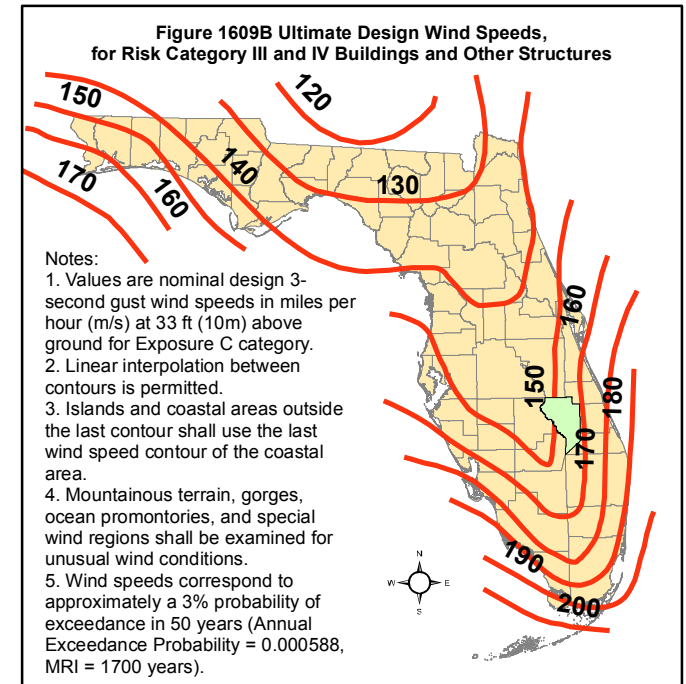 Figure 1609B Ultimate Design Wind Speeds,
for Risk Category III and IV Buildings and Other Structures
120
150
140
130
170
160
Notes:
1. Values are nominal design 3-
second gust wind speeds in miles per
hour (m/s) at 33 ft (10m) above
ground for Exposure C category.
2. Linear interpolation between
contours is permitted.
3. Islands and coastal areas outside
the last contour shall use the last
wind speed contour of the coastal
area.
4. Mountainous terrain, gorges,
ocean promontories, and special
wind regions shall be examined for
unusual wind conditions.
5. Wind speeds correspond to
approximately a 3% probability of
exceedance in 50 years (Annual
Exceedance Probability = 0.000588,
MRI = 1700 years).
160
150
180
170
190
200
N
W E
S